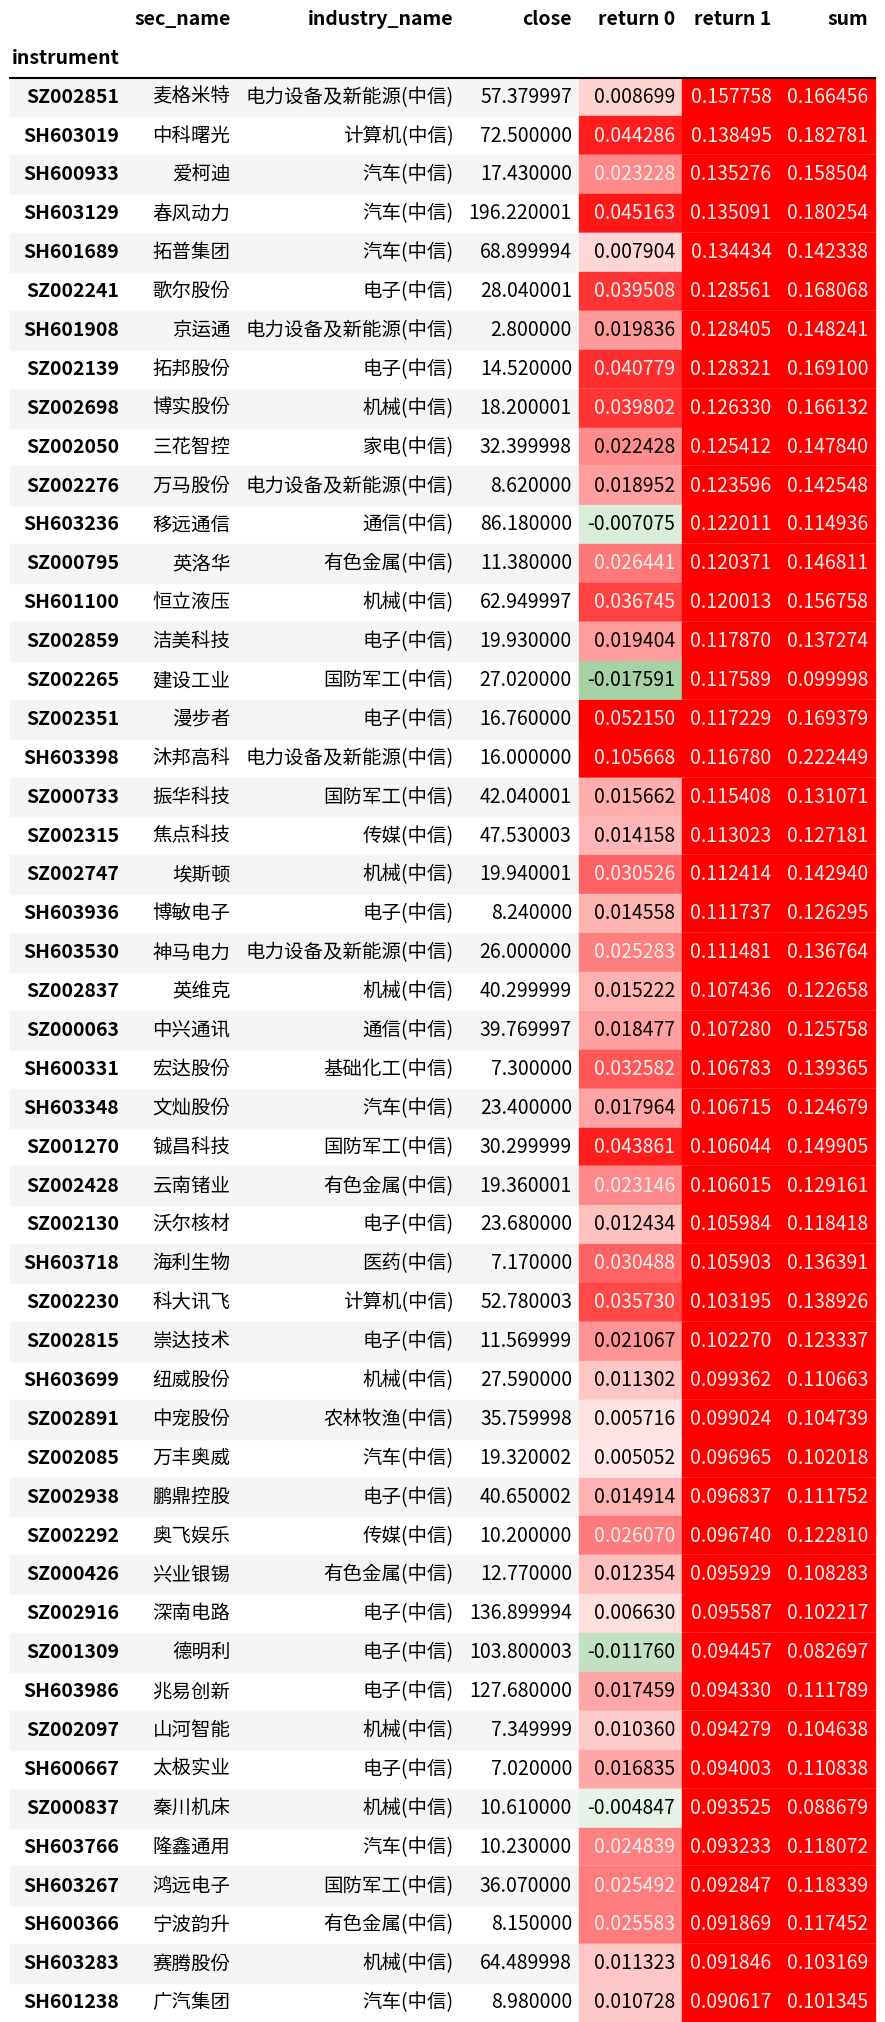 sec_name industry_name close return 0 return 1 sum
instrument
SZ002851 麦格米特 电力设备及新能源(中信) 57.379997 0.008699 0.157758 0.166456
SH603019 中科曙光 计算机(中信) 72.500000 0.044286 0.138495 0.182781
SH600933 爱柯迪 汽车(中信) 17.430000 0.023228 0.135276 0.158504
SH603129 春风动力 汽车(中信) 196.220001 0.045163 0.135091 0.180254
SH601689 拓普集团 汽车(中信) 68.899994 0.007904 0.134434 0.142338
SZ002241 歌尔股份 电子(中信) 28.040001 0.039508 0.128561 0.168068
SH601908 京运通 电力设备及新能源(中信) 2.800000 0.019836 0.128405 0.148241
SZ002139 拓邦股份 电子(中信) 14.520000 0.040779 0.128321 0.169100
SZ002698 博实股份 机械(中信) 18.200001 0.039802 0.126330 0.166132
SZ002050 三花智控 家电(中信) 32.399998 0.022428 0.125412 0.147840
SZ002276 万马股份 电力设备及新能源(中信) 8.620000 0.018952 0.123596 0.142548
SH603236 移远通信 通信(中信) 86.180000 -0.007075 0.122011 0.114936
SZ000795 英洛华 有色金属(中信) 11.380000 0.026441 0.120371 0.146811
SH601100 恒立液压 机械(中信) 62.949997 0.036745 0.120013 0.156758
SZ002859 洁美科技 电子(中信) 19.930000 0.019404 0.117870 0.137274
SZ002265 建设工业 国防军工(中信) 27.020000 -0.017591 0.117589 0.099998
SZ002351 漫步者 电子(中信) 16.760000 0.052150 0.117229 0.169379
SH603398 沐邦高科 电力设备及新能源(中信) 16.000000 0.105668 0.116780 0.222449
SZ000733 振华科技 国防军工(中信) 42.040001 0.015662 0.115408 0.131071
SZ002315 焦点科技 传媒(中信) 47.530003 0.014158 0.113023 0.127181
SZ002747 埃斯顿 机械(中信) 19.940001 0.030526 0.112414 0.142940
SH603936 博敏电子 电子(中信) 8.240000 0.014558 0.111737 0.126295
SH603530 神马电力 电力设备及新能源(中信) 26.000000 0.025283 0.111481 0.136764
SZ002837 英维克 机械(中信) 40.299999 0.015222 0.107436 0.122658
SZ000063 中兴通讯 通信(中信) 39.769997 0.018477 0.107280 0.125758
SH600331 宏达股份 基础化工(中信) 7.300000 0.032582 0.106783 0.139365
SH603348 文灿股份 汽车(中信) 23.400000 0.017964 0.106715 0.124679
SZ001270 铖昌科技 国防军工(中信) 30.299999 0.043861 0.106044 0.149905
SZ002428 云南锗业 有色金属(中信) 19.360001 0.023146 0.106015 0.129161
SZ002130 沃尔核材 电子(中信) 23.680000 0.012434 0.105984 0.118418
SH603718 海利生物 医药(中信) 7.170000 0.030488 0.105903 0.136391
SZ002230 科大讯飞 计算机(中信) 52.780003 0.035730 0.103195 0.138926
SZ002815 崇达技术 电子(中信) 11.569999 0.021067 0.102270 0.123337
SH603699 纽威股份 机械(中信) 27.590000 0.011302 0.099362 0.110663
SZ002891 中宠股份 农林牧渔(中信) 35.759998 0.005716 0.099024 0.104739
SZ002085 万丰奥威 汽车(中信) 19.320002 0.005052 0.096965 0.102018
SZ002938 鹏鼎控股 电子(中信) 40.650002 0.014914 0.096837 0.111752
SZ002292 奥飞娱乐 传媒(中信) 10.200000 0.026070 0.096740 0.122810
SZ000426 兴业银锡 有色金属(中信) 12.770000 0.012354 0.095929 0.108283
SZ002916 深南电路 电子(中信) 136.899994 0.006630 0.095587 0.102217
SZ001309 德明利 电子(中信) 103.800003 -0.011760 0.094457 0.082697
SH603986 兆易创新 电子(中信) 127.680000 0.017459 0.094330 0.111789
SZ002097 山河智能 机械(中信) 7.349999 0.010360 0.094279 0.104638
SH600667 太极实业 电子(中信) 7.020000 0.016835 0.094003 0.110838
SZ000837 秦川机床 机械(中信) 10.610000 -0.004847 0.093525 0.088679
SH603766 隆鑫通用 汽车(中信) 10.230000 0.024839 0.093233 0.118072
SH603267 鸿远电子 国防军工(中信) 36.070000 0.025492 0.092847 0.118339
SH600366 宁波韵升 有色金属(中信) 8.150000 0.025583 0.091869 0.117452
SH603283 赛腾股份 机械(中信) 64.489998 0.011323 0.091846 0.103169
SH601238 广汽集团 汽车(中信) 8.980000 0.010728 0.090617 0.101345